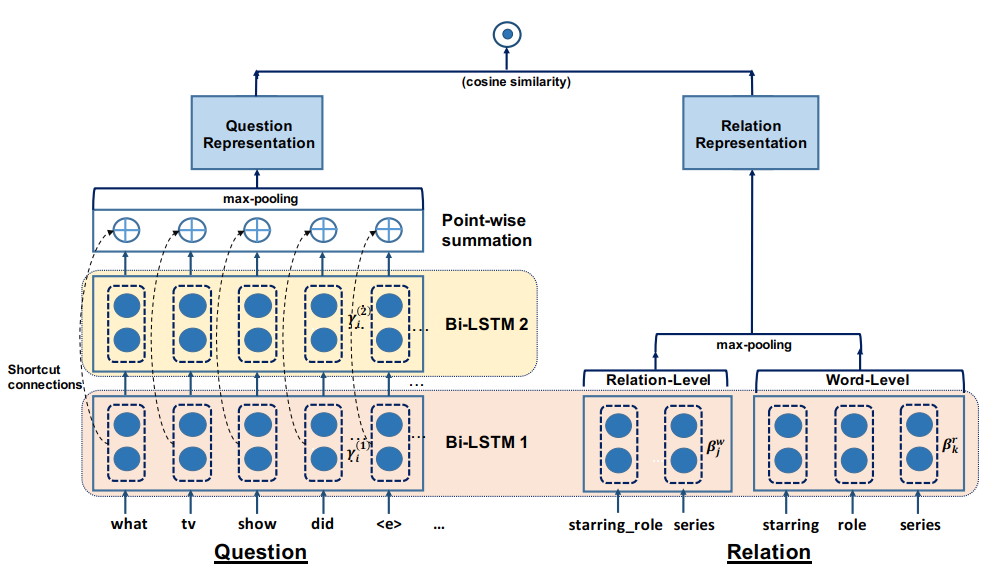 (cosine similarity)
Question
Representation
Relation
Representation
max-pooling
Point-wise
summation
γ_i^(2)
...
Bi-LSTM 2
Shortcut
connections
...
max-pooling
Relation-Level
Word-Level
...
γ_i^(1)
...
Bi-LSTM 1
β_j^w
β_k^r
what tv show did <e> ...
starring_role series
starring role series
Question
Relation